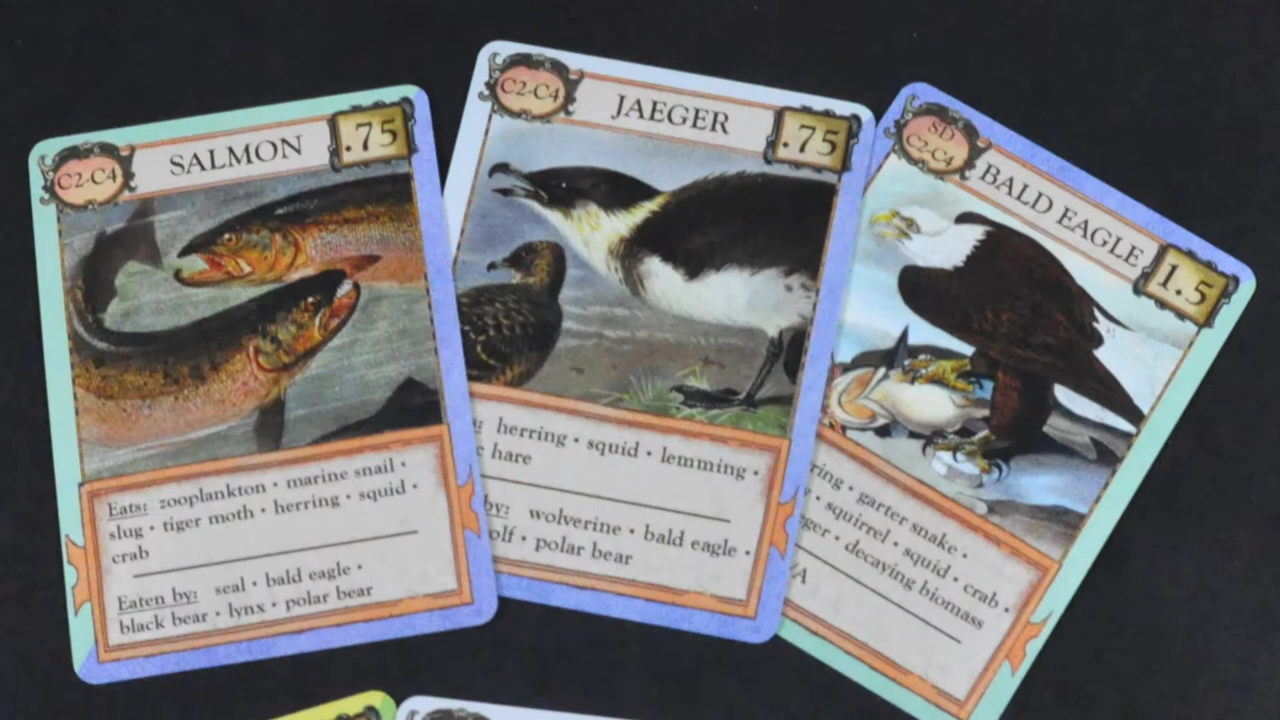 C2-C4
SALMON
.75
Eats: zooplankton · marine snail ·
slug · tiger moth · herring · squid ·
crab
Eaten by: seal · bald eagle ·
black bear · lynx · polar bear
C2-C4
JAEGER
.75
herring · squid · lemming ·
hare
by: wolverine · bald eagle ·
· polar bear
SD
C2-C4
BALD EAGLE
1.5
· garter snake ·
· squirrel · squid · crab ·
· decaying biomass